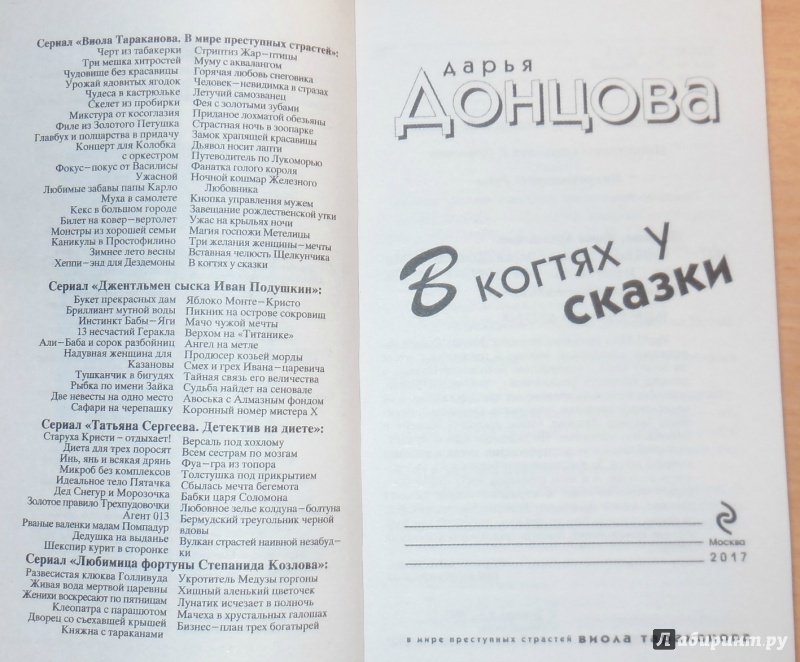 Сериал «Виола Тараканова. В мире преступных страстей»:
Черт из табакерки
Три мешка хитростей
Чудовище без красавицы
Урожай ядовитых ягодок
Чудеса в кастрюльке
Скелет из пробирки
Микстура от косоглазия
Филе из Золотого Петушка
Главбух и полцарства в придачу
Концерт для Колобка
с оркестром
Фокус–покус от Василисы
Ужасной
Любимые забавы папы Карло
Муха в самолете
Кекс в большом городе
Билет на ковер–вертолет
Монстры из хорошей семьи
Каникулы в Простофилино
Зимнее лето весны
Хеппи–энд для Дездемоны
Стриптиз Жар–птицы
Муму с аквалангом
Горячая любовь снеговика
Человек–невидимка в стразах
Летучий самозванец
Фея с золотыми зубами
Приданое лохматой обезьяны
Страстная ночь в зоопарке
Замок храпящей красавицы
Дьявол носит лапти
Путеводитель по Лукоморью
Фанатка голого короля
Ночной кошмар Железного
Любовника
Кнопка управления мужем
Завещание рождественской утки
Ужас на крыльях ночи
Магия госпожи Метелицы
Три желания женщины–мечты
Вставная челюсть Щелкунчика
В когтях у сказки
Сериал «Джентльмен сыска Иван Подушкин»:
Букет прекрасных дам
Бриллиант мутной воды
Инстинкт Бабы–Яги
13 несчастий Геракла
Али–Баба и сорок разбойниц
Надувная женщина для
Казановы
Тушканчик в бигудях
Рыбка по имени Зайка
Две невесты на одно место
Сафари на черепашку
Яблоко Монте–Кристо
Пикник на острове сокровищ
Мачо чужой мечты
Верхом на «Титанике»
Ангел на метле
Продюсер козьей морды
Смех и грех Ивана–царевича
Тайная связь его величества
Судьба найдет на сеновале
Авоська с Алмазным фондом
Коронный номер мистера Х
Сериал «Татьяна Сергеева. Детектив на диете»:
Старуха Кристи – отдыхает!
Диета для трех поросят
Инь, янь и всякая дрянь
Микроб без комплексов
Идеальное тело Пятачка
Дед Снегур и Морозочка
Золотое правило Трехпудовочки
Агент 013
Рваные валенки мадам Помпадур
Дедушка на выданье
Шекспир курит в сторонке
Версаль под хохлому
Всем сестрам по мозгам
Фуа–гра из топора
Толстушка под прикрытием
Сбылась мечта бегемота
Бабки царя Соломона
Любовное зелье колдуна–болтуна
Бермудский треугольник черной
вдовы
Вулкан страстей наивной незабуд–
ки
Сериал «Любимица фортуны Степанида Козлова»:
Развесистая клюква Голливуда
Живая вода мертвой царевны
Женихи воскресают по пятницам
Клеопатра с парашютом
Дворец со съехавшей крышей
Княжна с тараканами
Укротитель Медузы горгоны
Хищный аленький цветочек
Лунатик исчезает в полночь
Мачеха в хрустальных галошах
Бизнес–план трех богатырей
дарья
Донцова
В когтях у
сказки
Москва
2017
в мире преступных страстей ВИОЛА
Лабиринт.ру